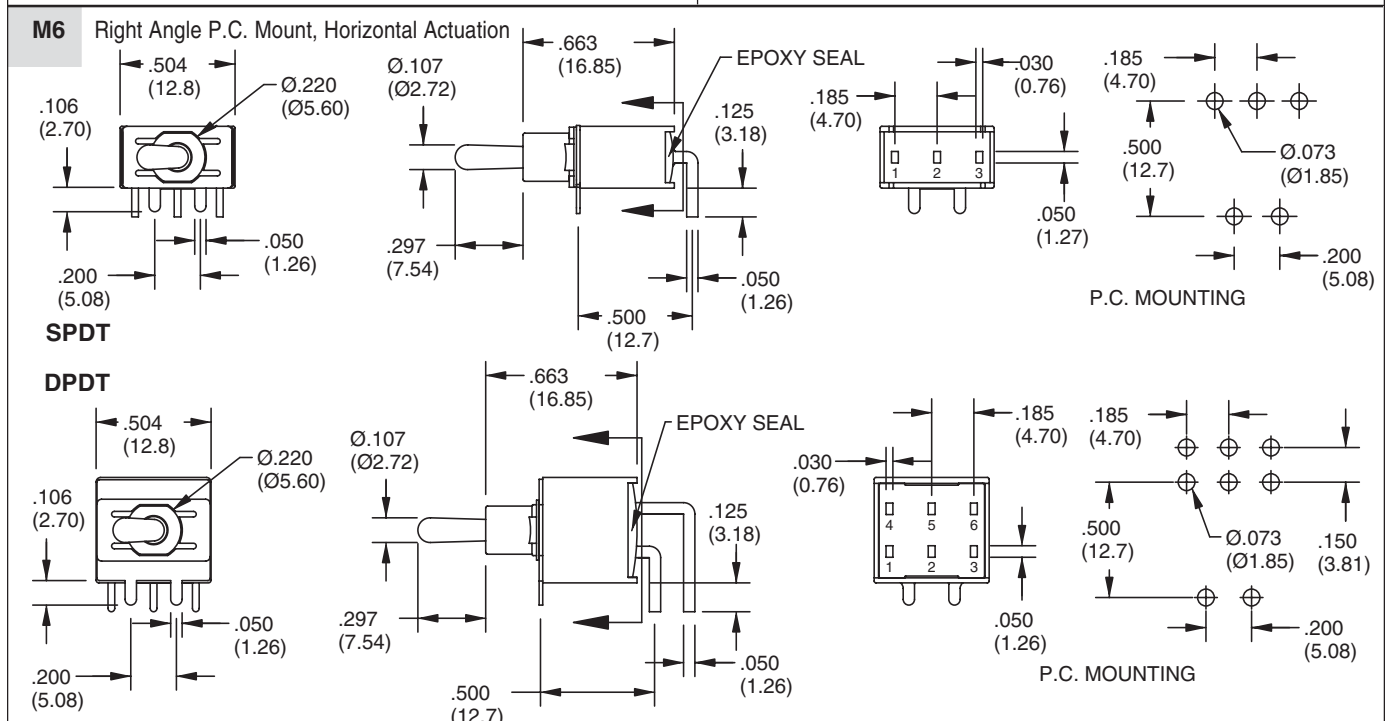 M6 Right Angle P.C. Mount, Horizontal Actuation
.504
(12.8)
Ø.220
(Ø5.60)
.106
(2.70)
.050
(1.26)
.200
(5.08)
SPDT
.663
(16.85)
EPOXY SEAL
Ø.107
(Ø2.72)
.125
(3.18)
.297
(7.54)
.050
(1.26)
.500
(12.7)
.030
(0.76)
.185
(4.70)
1 2 3
.050
(1.27)
.185
(4.70)
.500
(12.7)
Ø.073
(Ø1.85)
.200
(5.08)
P.C. MOUNTING
DPDT
.504
(12.8)
Ø.220
(Ø5.60)
.106
(2.70)
.050
(1.26)
.200
(5.08)
.663
(16.85)
EPOXY SEAL
Ø.107
(Ø2.72)
.125
(3.18)
.297
(7.54)
.050
(1.26)
.500
(12.7)
.185
(4.70)
.030
(0.76)
4 5 6
1 2 3
.050
(1.26)
.185
(4.70)
.500
(12.7)
Ø.073
(Ø1.85)
.150
(3.81)
.200
(5.08)
P.C. MOUNTING